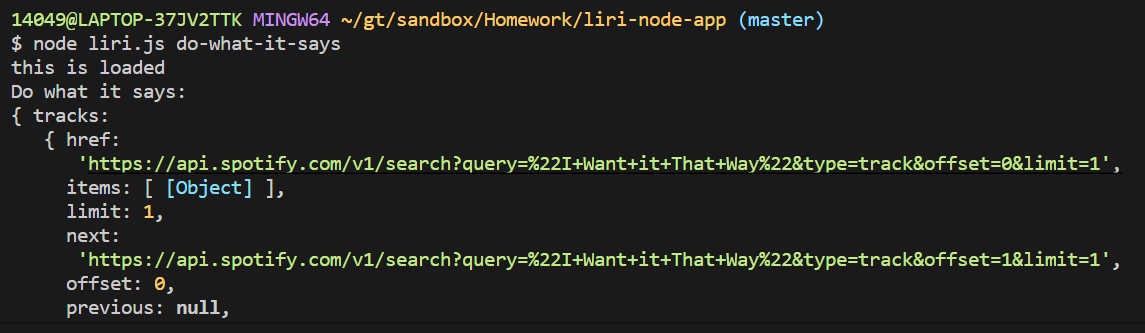 14049@LAPTOP-37JV2TTK MINGW64 ~/gt/sandbox/Homework/liri-node-app (master)
$ node liri.js do-what-it-says
this is loaded
Do what it says:
{ tracks:
   { href:
      'https://api.spotify.com/v1/search?query=%22I+Want+it+That+Way%22&type=track&offset=0&limit=1',
     items: [ [Object] ],
     limit: 1,
     next:
      'https://api.spotify.com/v1/search?query=%22I+Want+it+That+Way%22&type=track&offset=1&limit=1',
     offset: 0,
     previous: null,